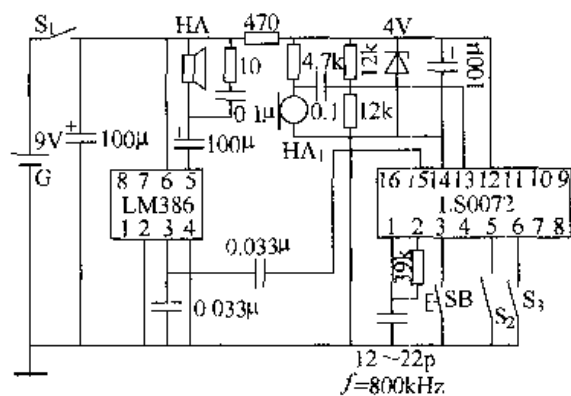 S₁
HA
470
4V
10
4.7k
12k
100μ
0.1μ
0.1
12k
9V
100μ
100μ
HA₁
G
8 7 6 5
LM386
1 2 3 4
16 15 14 13 12 11 10 9
LS0072
1 2 3 4 5 6 7 8
0.033μ
39k
0.033μ
SB
S₂
S₃
12~22p
f=800kHz